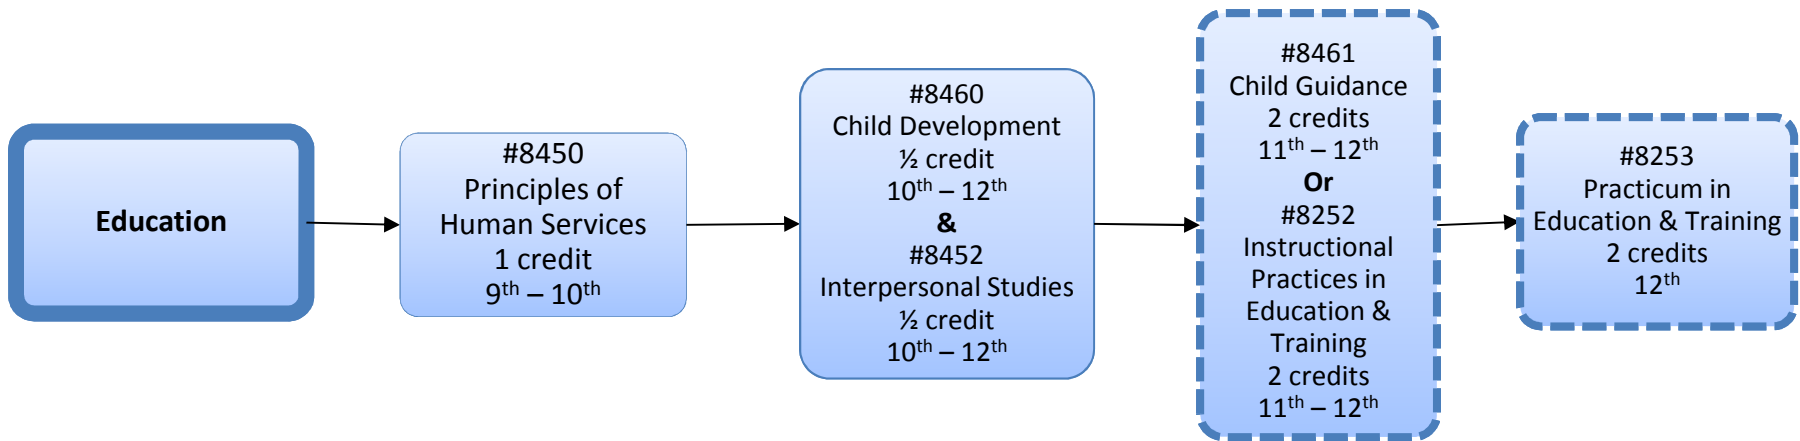 Education
#8450
Principles of
Human Services
1 credit
9th – 10th
#8460
Child Development
½ credit
10th – 12th
&
#8452
Interpersonal Studies
½ credit
10th – 12th
#8461
Child Guidance
2 credits
11th – 12th
Or
#8252
Instructional
Practices in
Education &
Training
2 credits
11th – 12th
#8253
Practicum in
Education & Training
2 credits
12th